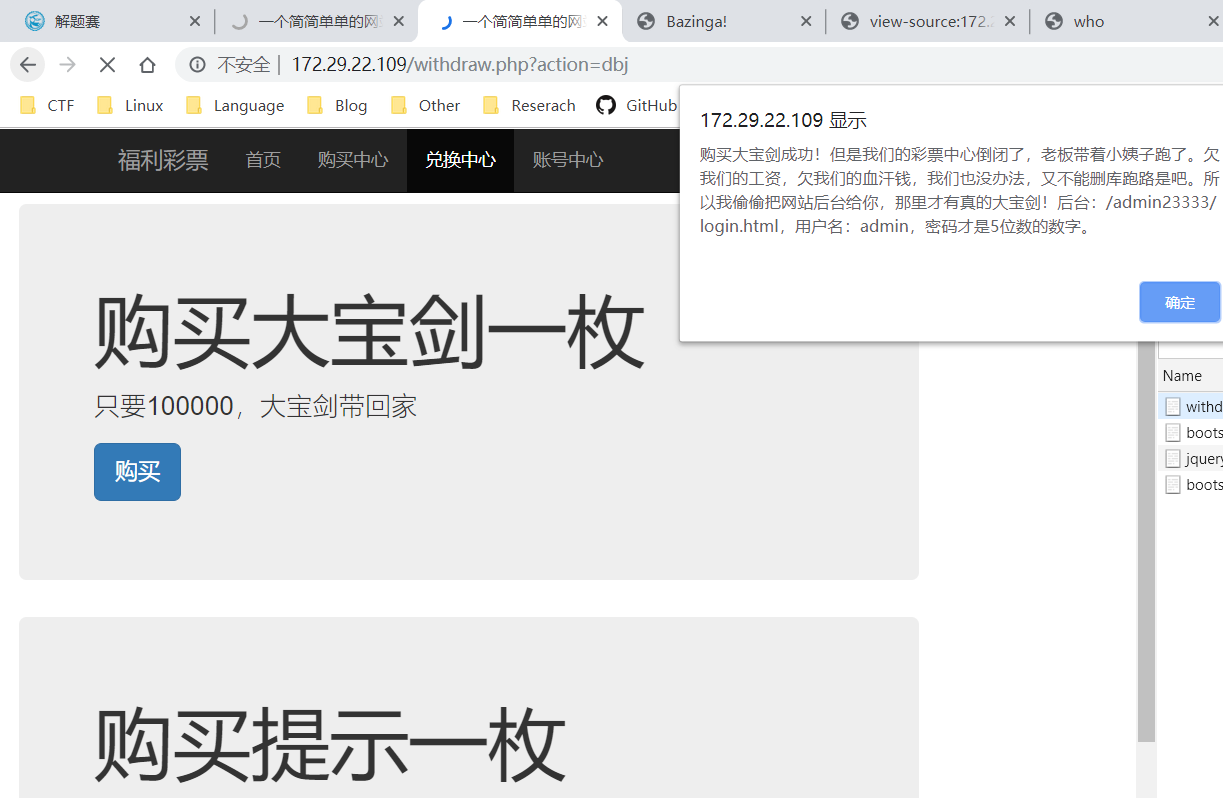 解题赛
一个简简单单的网
一个简简单单的网
Bazinga!
view-source:172.2
who
不安全 | 172.29.22.109/withdraw.php?action=dbj
CTF
Linux
Language
Blog
Other
Reserach
GitHub
172.29.22.109 显示
购买大宝剑成功！但是我们的彩票中心倒闭了，老板带着小姨子跑了。欠
我们的工资，欠我们的血汗钱，我们也没办法，又不能删库跑路是吧。所
以我偷偷把网站后台给你，那里才有真的大宝剑！后台：/admin23333/
login.html，用户名：admin，密码才是5位数的数字。
确定
福利彩票
首页
购买中心
兑换中心
账号中心
购买大宝剑一枚
只要100000，大宝剑带回家
购买
Name
withd
boots
jquery
boots
购买提示一枚